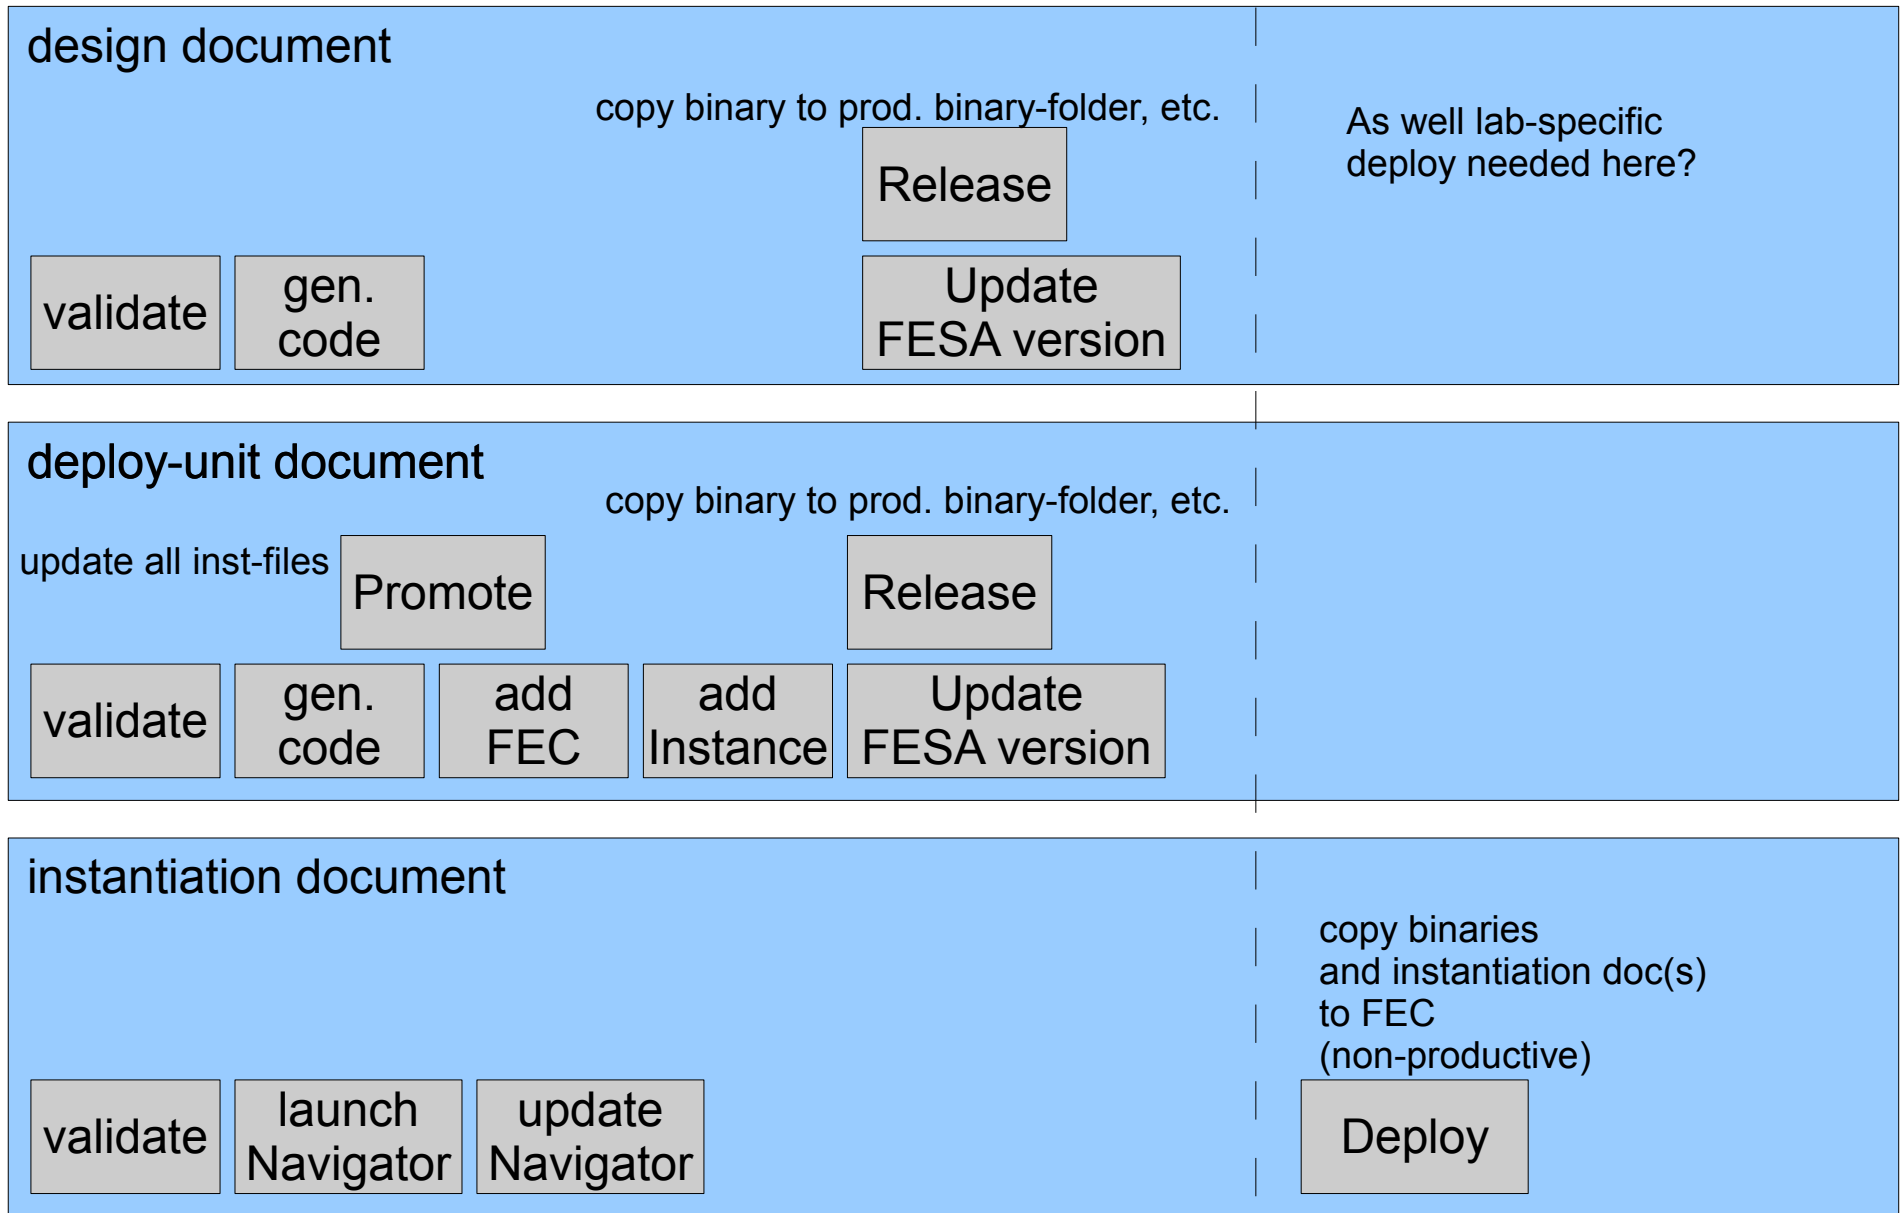 design document
copy binary to prod. binary-folder, etc.
As well lab-specific
deploy needed here?
Release
validate
gen.
code
Update
FESA version
deploy-unit document
copy binary to prod. binary-folder, etc.
update all inst-files
Promote
Release
validate
gen.
code
add
FEC
add
Instance
Update
FESA version
instantiation document
copy binaries
and instantiation doc(s)
to FEC
(non-productive)
validate
launch
Navigator
update
Navigator
Deploy